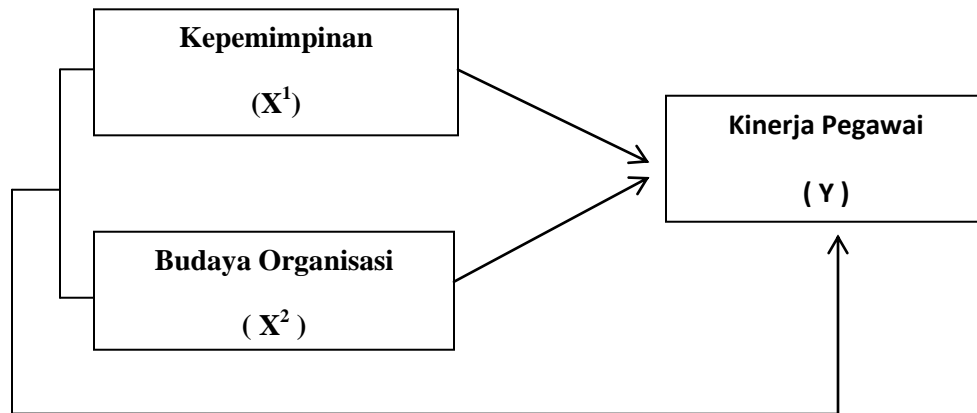 Kepemimpinan
(X¹)
Kinerja Pegawai
( Y )
Budaya Organisasi
( X² )